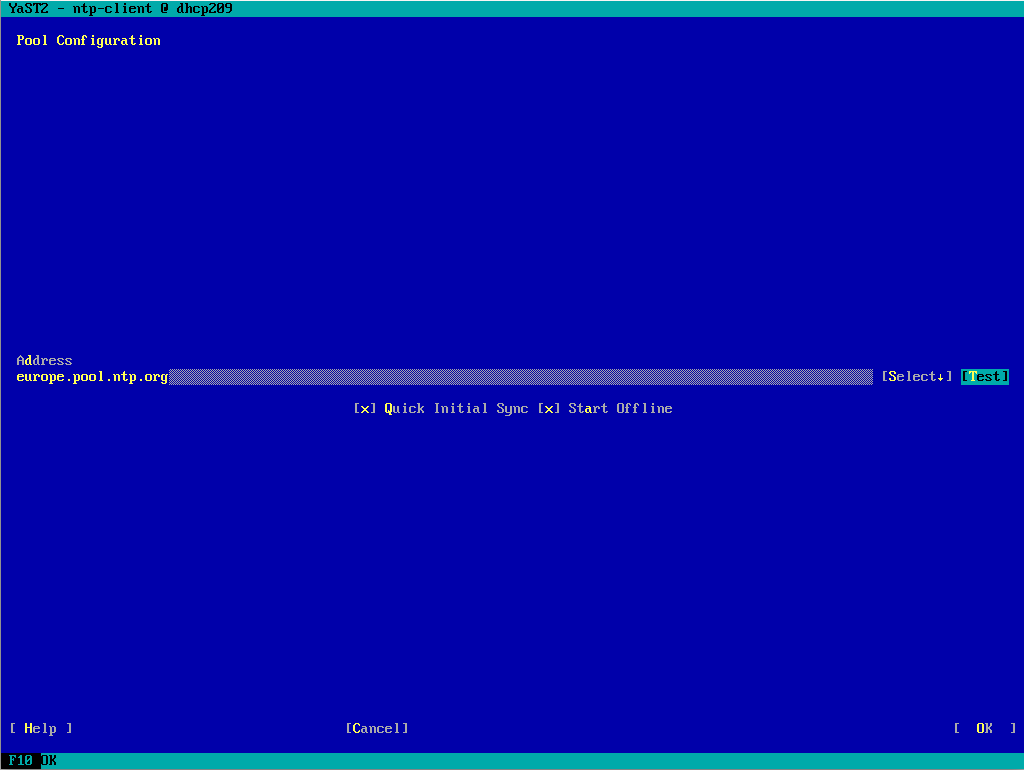 YaST2 - ntp-client @ dhcp209
Pool Configuration
Address
europe.pool.ntp.org [Select↓] [Test]
[x] Quick Initial Sync [x] Start Offline
[ Help ] [Cancel] [ OK ]
F10 OK